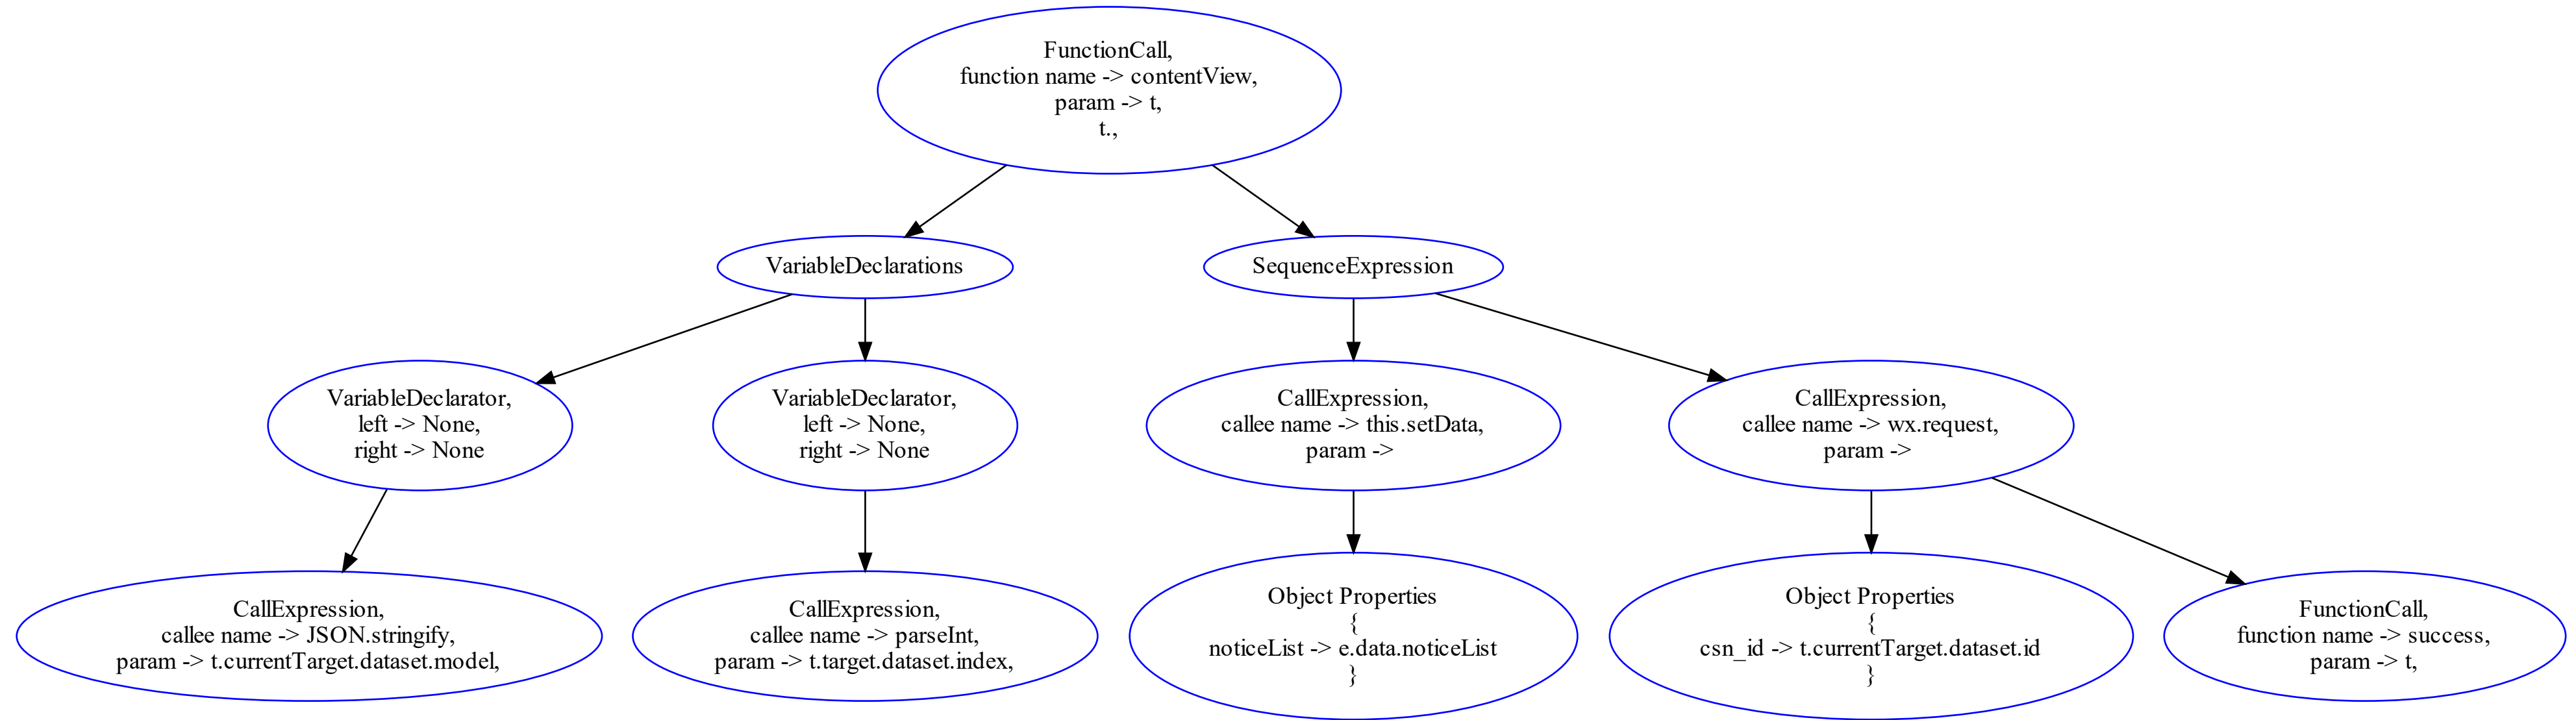 FunctionCall,
function name -> contentView,
param -> t,
t.,
VariableDeclarations
SequenceExpression
VariableDeclarator,
left -> None,
right -> None
VariableDeclarator,
left -> None,
right -> None
CallExpression,
callee name -> this.setData,
param ->
CallExpression,
callee name -> wx.request,
param ->
CallExpression,
callee name -> JSON.stringify,
param -> t.currentTarget.dataset.model,
CallExpression,
callee name -> parseInt,
param -> t.target.dataset.index,
Object Properties
{
noticeList -> e.data.noticeList
}
Object Properties
{
csn_id -> t.currentTarget.dataset.id
}
FunctionCall,
function name -> success,
param -> t,